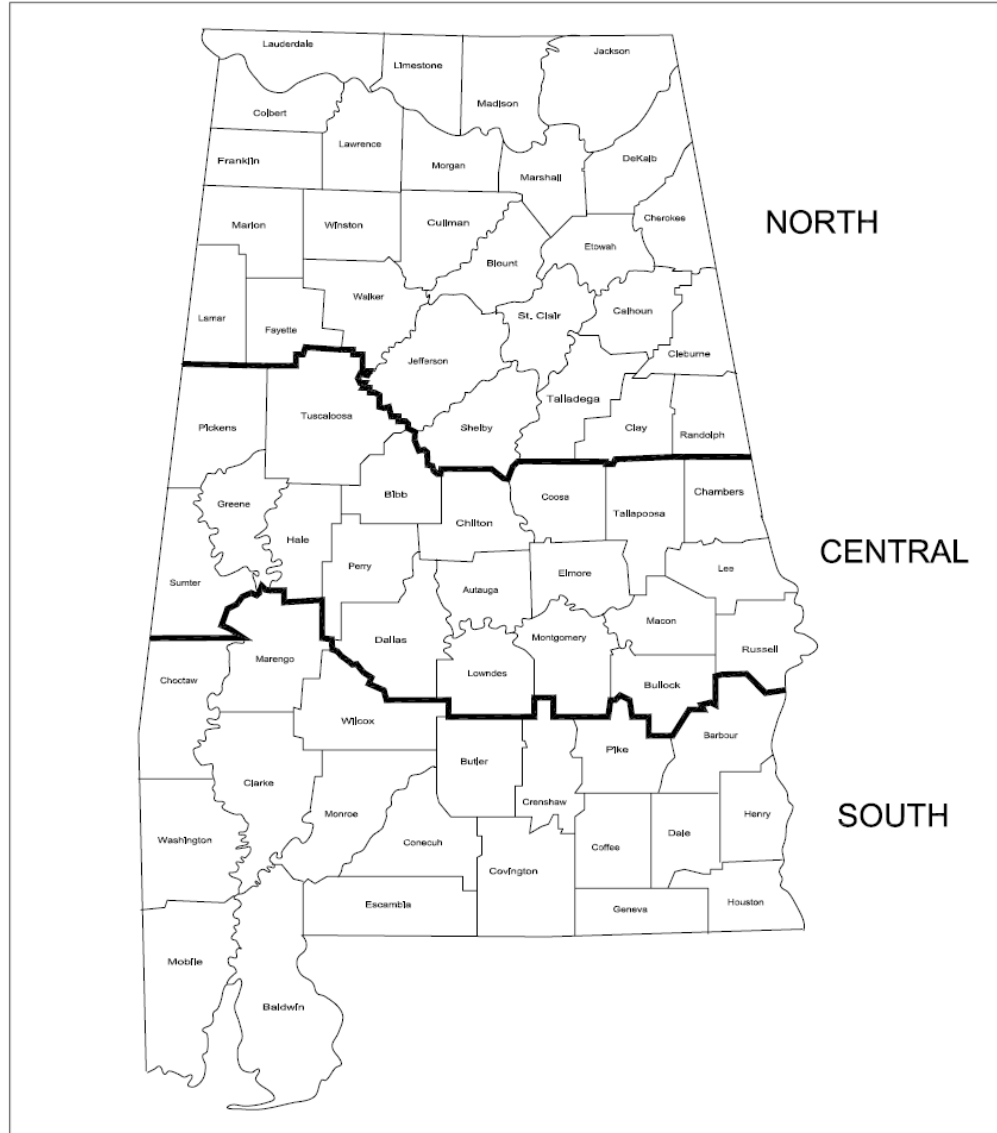 Lauderdale
Limestone
Jackson
Madison
Colbert
Lawrence
Franklin
Morgan
DeKalb
Marshall
Marion
Winston
Cullman
Cherokee
NORTH
Etowah
Blount
Walker
Lamar
Fayette
St. Clair
Calhoun
Jefferson
Cleburne
Talladega
Tuscaloosa
Pickens
Shelby
Clay
Randolph
Bibb
Chambers
Greene
Coosa
Tallapoosa
Chilton
Hale
CENTRAL
Perry
Elmore
Lee
Sumter
Autauga
Macon
Dallas
Montgomery
Russell
Marengo
Lowndes
Choctaw
Bullock
Wilcox
Pike
Barbour
Butler
Clarke
Crenshaw
Monroe
Henry
SOUTH
Dale
Washington
Conecuh
Coffee
Covington
Escambia
Geneva
Houston
Mobile
Baldwin